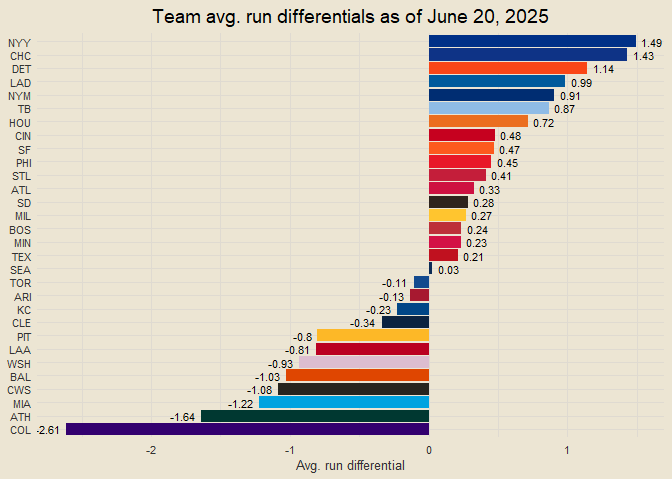 Team avg. run differentials as of June 20, 2025
NYY 1.49
CHC 1.43
DET 1.14
LAD 0.99
NYM 0.91
TB 0.87
HOU 0.72
CIN 0.48
SF 0.47
PHI 0.45
STL 0.41
ATL 0.33
SD 0.28
MIL 0.27
BOS 0.24
MIN 0.23
TEX 0.21
SEA 0.03
TOR -0.11
ARI -0.13
KC -0.23
CLE -0.34
PIT -0.8
LAA -0.81
WSH -0.93
BAL -1.03
CWS -1.08
MIA -1.22
ATH -1.64
COL -2.61
-2 -1 0 1
Avg. run differential